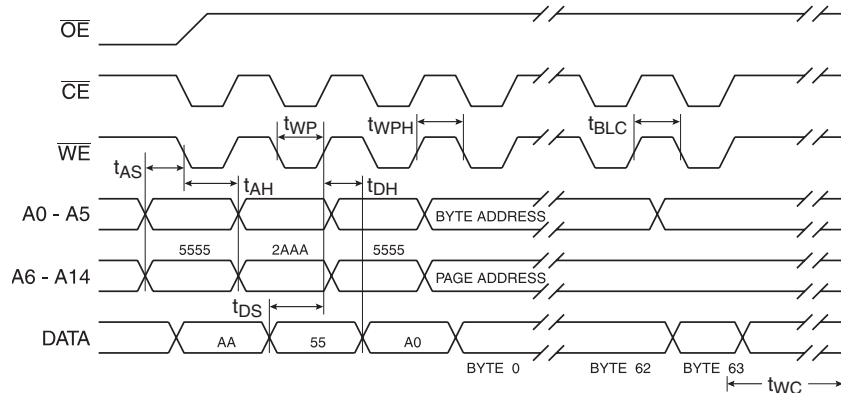 OE
CE
WE
tWP
tWPH
tBLC
tAS
tAH
tDH
A0 - A5
BYTE ADDRESS
5555
2AAA
5555
A6 - A14
PAGE ADDRESS
tDS
DATA
AA
55
A0
BYTE 0
BYTE 62
BYTE 63
tWC